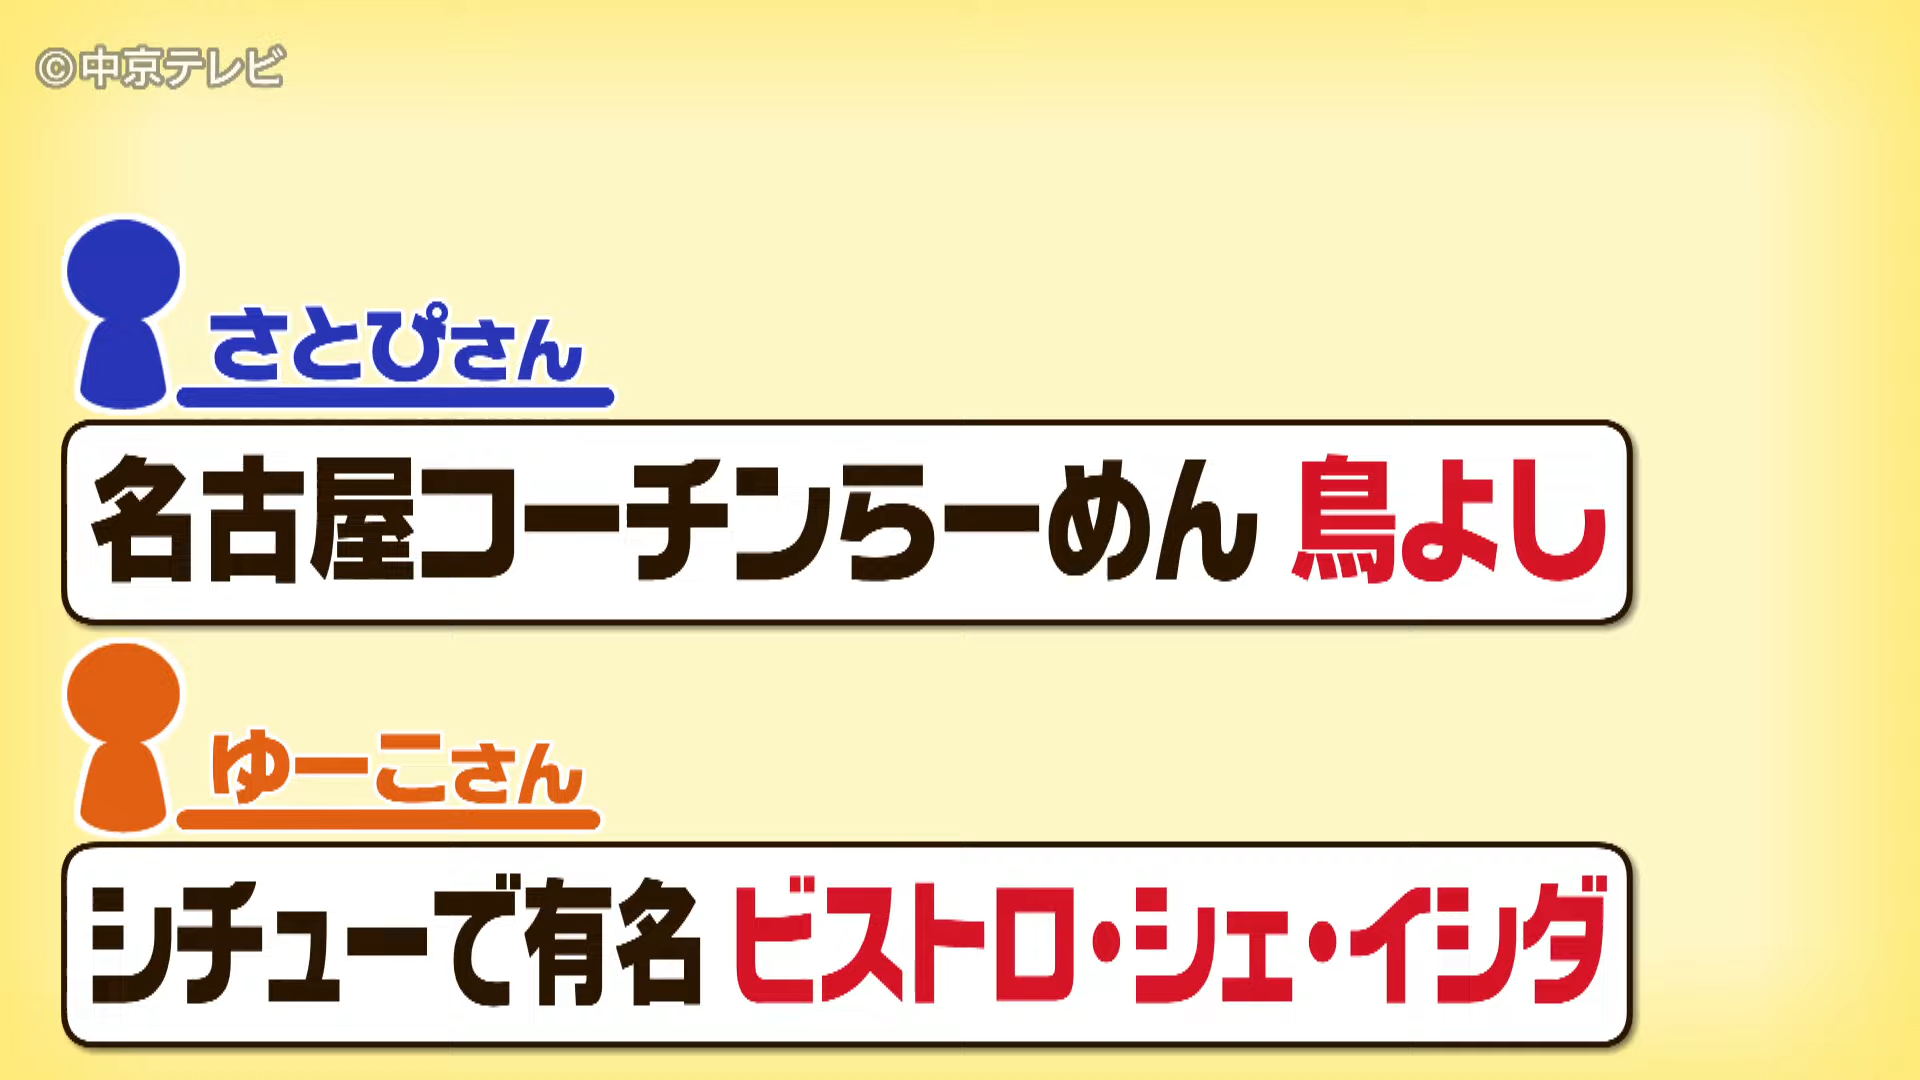 ©中京テレビ
さとぴさん
名古屋コーチンらーめん 鳥よし
ゆーこさん
シチューで有名 ビストロ・シェ・イシダ